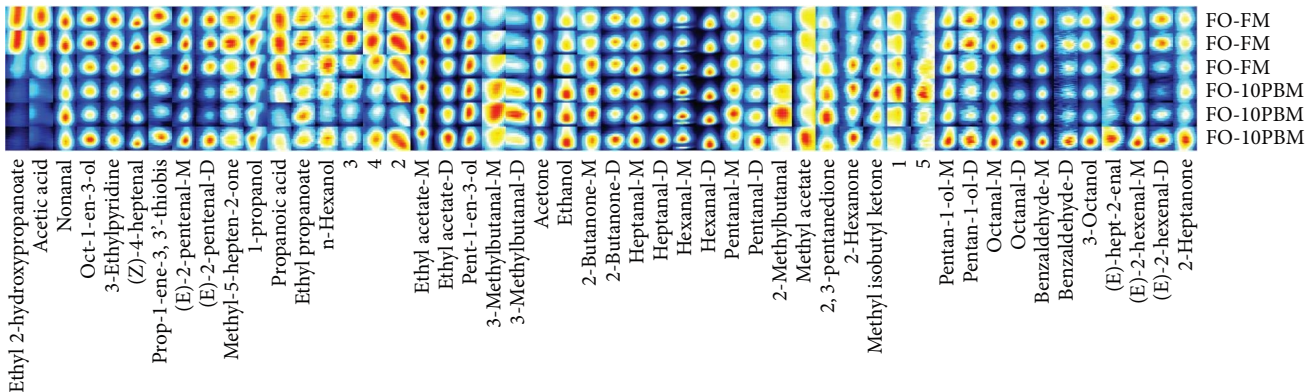 FO-FM
FO-FM
FO-FM
FO-10PBM
FO-10PBM
FO-10PBM
Ethyl 2-hydroxypropanoate
Acetic acid
Nonanal
Oct-1-en-3-ol
3-Ethylpyridine
(Z)-4-heptenal
Prop-1-ene-3, 3'-thiobis
(E)-2-pentenal-M
(E)-2-pentenal-D
Methyl-5-hepten-2-one
1-propanol
Propanoic acid
Ethyl propanoate
n-Hexanol
3
4
2
Ethyl acetate-M
Ethyl acetate-D
Pent-1-en-3-ol
3-Methylbutanal-M
3-Methylbutanal-D
Acetone
Ethanol
2-Butanone-M
2-Butanone-D
Heptanal-M
Heptanal-D
Hexanal-M
Hexanal-D
Pentanal-M
Pentanal-D
2-Methylbutanal
Methyl acetate
2, 3-pentanedione
2-Hexanone
Methyl isobutyl ketone
1
5
Pentan-1-ol-M
Pentan-1-ol-D
Octanal-M
Octanal-D
Benzaldehyde-M
Benzaldehyde-D
3-Octanol
(E)-hept-2-enal
(E)-2-hexenal-M
(E)-2-hexenal-D
2-Heptanone